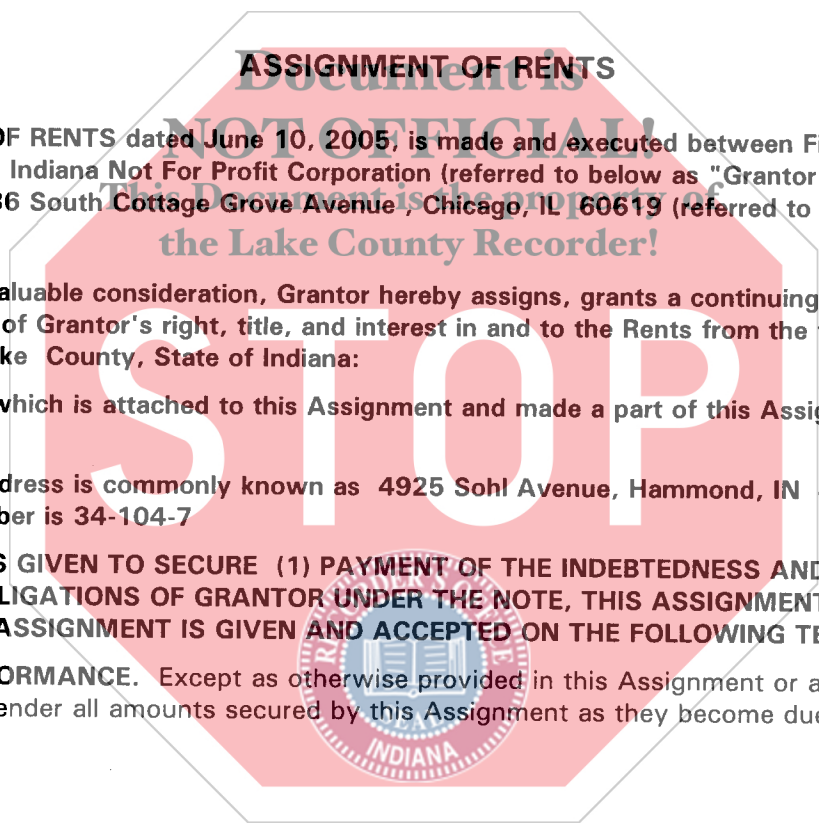 ASSIGNMENT OF RENTS
Document is
OF RENTS dated June 10, 2005, is made and executed between Fi
NOT OFFICIAL!
Indiana Not For Profit Corporation (referred to below as "Grantor
This Document is the property of
36 South Cottage Grove Avenue , Chicago, IL 60619 (referred to
the Lake County Recorder!
aluable consideration, Grantor hereby assigns, grants a continuing
of Grantor's right, title, and interest in and to the Rents from the
ke County, State of Indiana:
STOP
which is attached to this Assignment and made a part of this Assig
dress is commonly known as 4925 Sohl Avenue, Hammond, IN
ber is 34-104-7
S GIVEN TO SECURE (1) PAYMENT OF THE INDEBTEDNESS AND
LIGATIONS OF GRANTOR UNDER THE NOTE, THIS ASSIGNMENT
ASSIGNMENT IS GIVEN AND ACCEPTED ON THE FOLLOWING TE
ORMANCE. Except as otherwise provided in this Assignment or a
ender all amounts secured by this Assignment as they become due
RECORDER'S OFFICE
SEAL
INDIANA